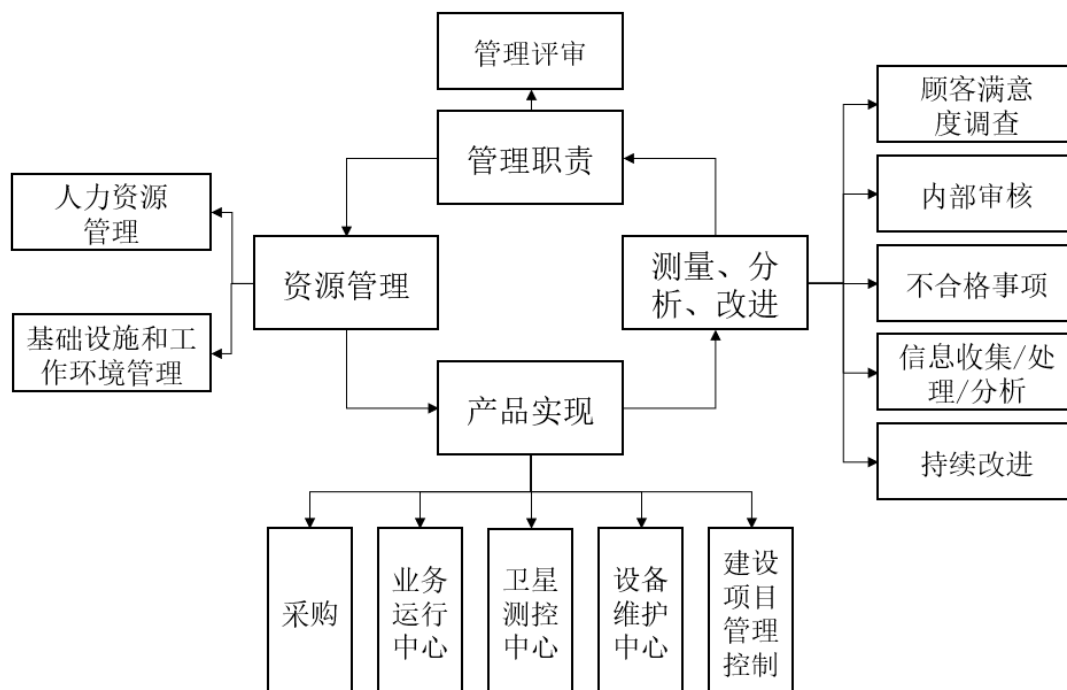 管理评审
管理职责
顾客满意
度调查
内部审核
人力资源
管理
资源管理
测量、分
析、改进
不合格事项
基础设施和工
作环境管理
信息收集/处
理/分析
产品实现
持续改进
采购
业务
运行
中心
卫星
测控
中心
设备
维护
中心
建设
项目
管理
控制